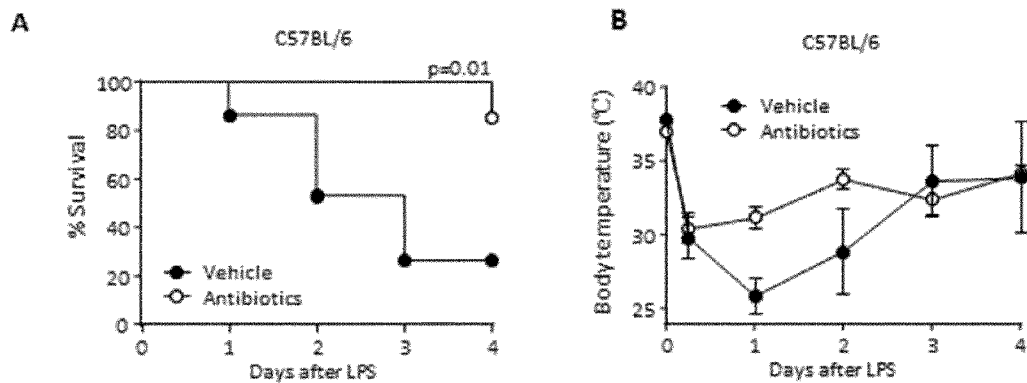 A
C57BL/6
p=0.01
100
80
60
40
20
0
% Survival
Vehicle
Antibiotics
0 1 2 3 4
Days after LPS
B
C57BL/6
40
35
30
25
Body temperature (℃)
Vehicle
Antibiotics
0 1 2 3 4
Days after LPS